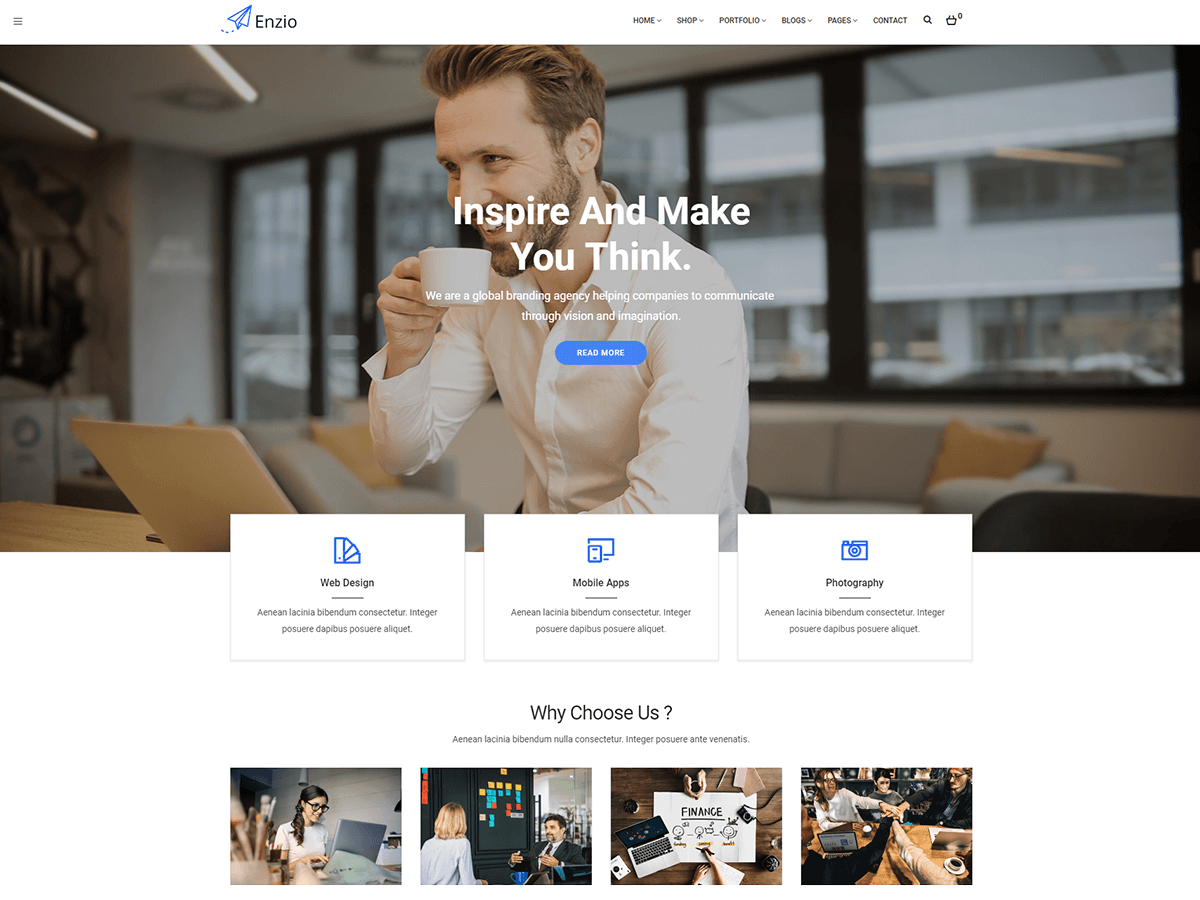 Enzio
HOME
SHOP
PORTFOLIO
BLOGS
PAGES
CONTACT
0
Inspire And Make
You Think.
We are a global branding agency helping companies to communicate
through vision and imagination.
READ MORE
Web Design
Aenean lacinia bibendum consectetur. Integer
posuere dapibus posuere aliquet.
Mobile Apps
Aenean lacinia bibendum consectetur. Integer
posuere dapibus posuere aliquet.
Photography
Aenean lacinia bibendum consectetur. Integer
posuere dapibus posuere aliquet.
Why Choose Us ?
Aenean lacinia bibendum nulla consectetur. Integer posuere ante venenatis.
FINANCE